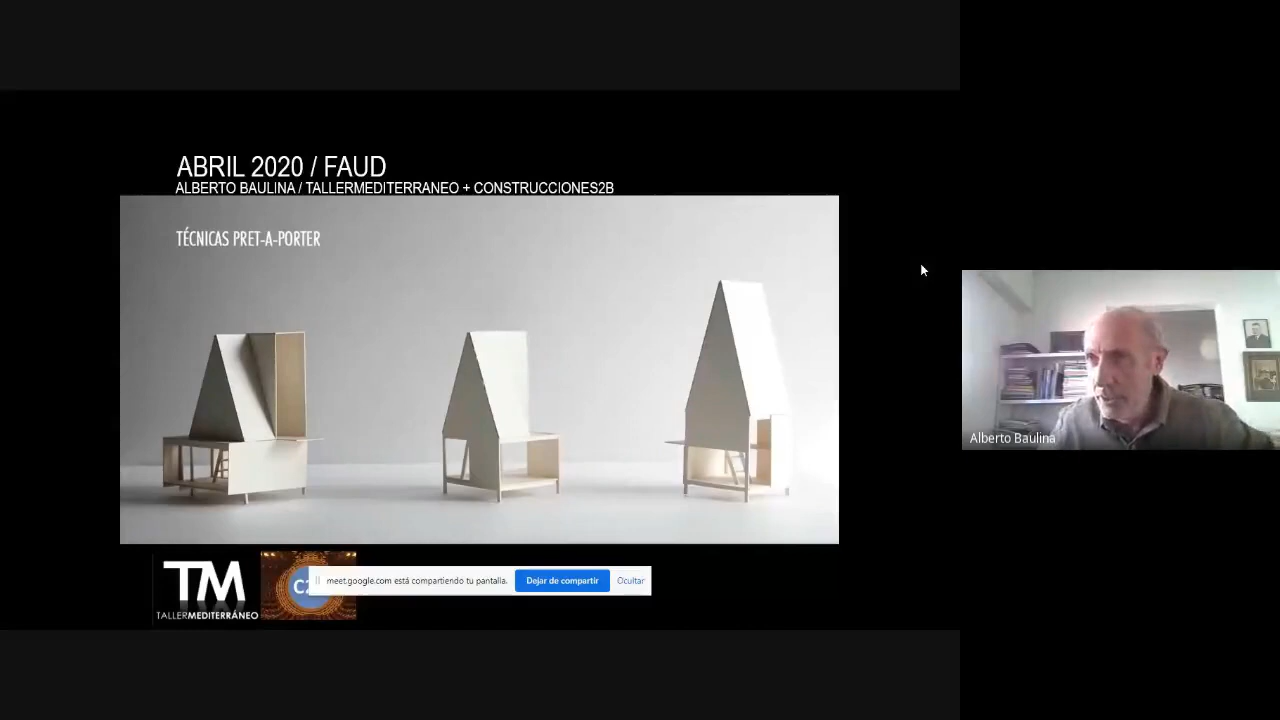 ABRIL 2020 / FAUD
ALBERTO BAULINA / TALLERMEDITERRANEO + CONSTRUCCIONES2B
TÉCNICAS PRET-A-PORTER
Alberto Baulina
TM
TALLERMEDITERRÁNEO
meet.google.com está compartiendo tu pantalla.
Dejar de compartir
Ocultar